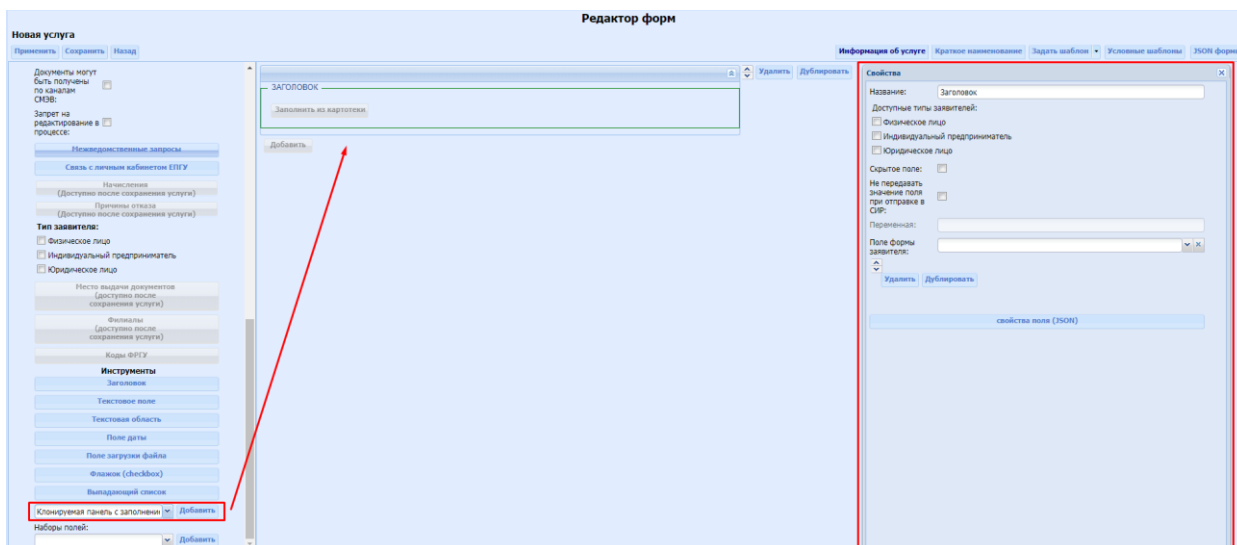 Редактор форм
Новая услуга
Применить Сохранить Назад
Информация об услуге Краткое наименование Задать шаблон Условные шаблоны JSON форм
Документы могут
быть получены
по каналам
СМЭВ:
Запрет на
редактирование в
процессе:
Межведомственные запросы
Связь с личным кабинетом ЕПГУ
Начисления
(Доступно после сохранения услуги)
Причины отказа
(Доступно после сохранения услуги)
Тип заявителя:
Физическое лицо
Индивидуальный предприниматель
Юридическое лицо
Место выдачи документов
(доступно после
сохранения услуги)
Филиалы
(доступно после
сохранения услуги)
Коды ФРГУ
Инструменты
Заголовок
Текстовое поле
Текстовая область
Поле даты
Поле загрузки файла
Флажок (checkbox)
Выпадающий список
Клонируемая панель с заполнени Добавить
Наборы полей:
Добавить
Удалить Дублировать
ЗАГОЛОВОК
Заполнить из картотеки
Добавить
Свойства
Название: Заголовок
Доступные типы заявителей:
Физическое лицо
Индивидуальный предприниматель
Юридическое лицо
Скрытое поле:
Не передавать
значение поля
при отправке в
СИР:
Переменная:
Поле формы
заявителя:
Удалить Дублировать
свойства поля (JSON)